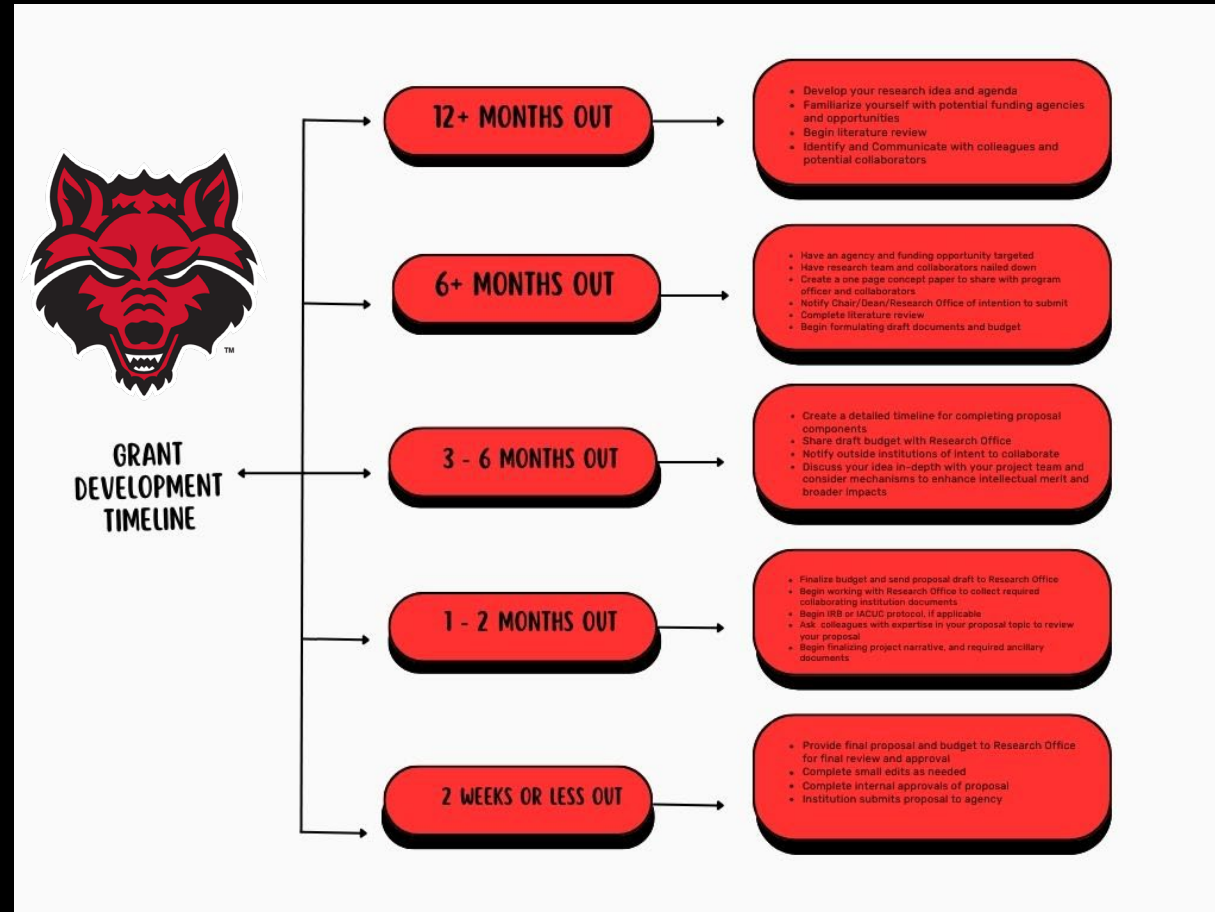 12+ MONTHS OUT
• Develop your research idea and agenda
• Familiarize yourself with potential funding agencies
and opportunities
• Begin literature review
• Identify and Communicate with colleagues and
potential collaborators
6+ MONTHS OUT
• Have an agency and funding opportunity targeted
• Have research team and collaborators nailed down
• Create a one page concept paper to share with program
officer and collaborators
• Notify Chair/Dean/Research Office of intention to submit
• Complete literature review
• Begin formulating draft documents and budget
TM
GRANT
DEVELOPMENT
TIMELINE
3 - 6 MONTHS OUT
• Create a detailed timeline for completing proposal
components
• Share draft budget with Research Office
• Notify outside institutions of intent to collaborate
• Discuss your idea in-depth with your project team and
consider mechanisms to enhance intellectual merit and
broader impacts
1 - 2 MONTHS OUT
• Finalize budget and send proposal draft to Research Office
• Begin working with Research Office to collect required
collaborating institution documents
• Begin IRB or IACUC protocol, if applicable
• Ask colleagues with expertise in your proposal topic to review
your proposal
• Begin finalizing project narrative, and required ancillary
documents
2 WEEKS OR LESS OUT
• Provide final proposal and budget to Research Office
for final review and approval
• Complete small edits as needed
• Complete internal approvals of proposal
• Institution submits proposal to agency